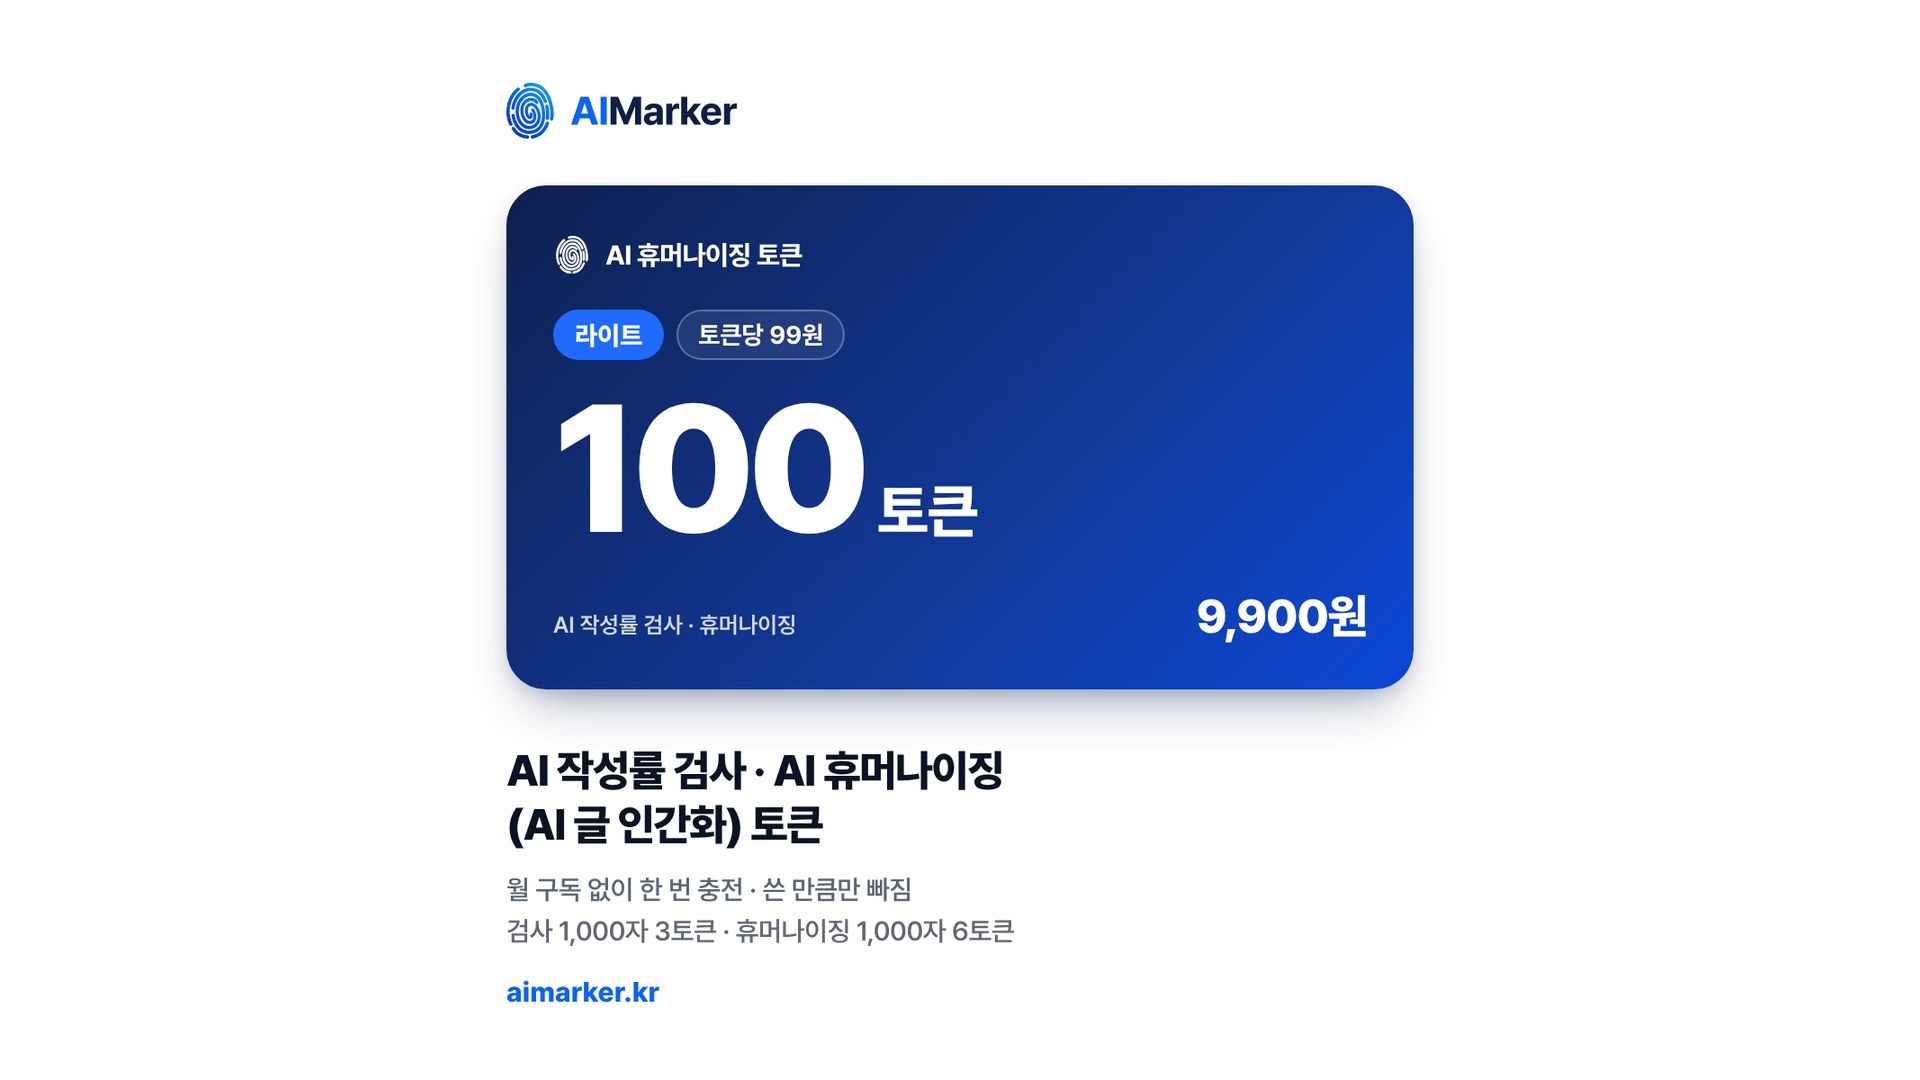 AIMarker
AI 휴머나이징 토큰
라이트 토큰당 99원
100 토큰
AI 작성률 검사 · 휴머나이징
9,900원
AI 작성률 검사 · AI 휴머나이징
(AI 글 인간화) 토큰
월 구독 없이 한 번 충전 · 쓴 만큼만 빠짐
검사 1,000자 3토큰 · 휴머나이징 1,000자 6토큰
aimarker.kr